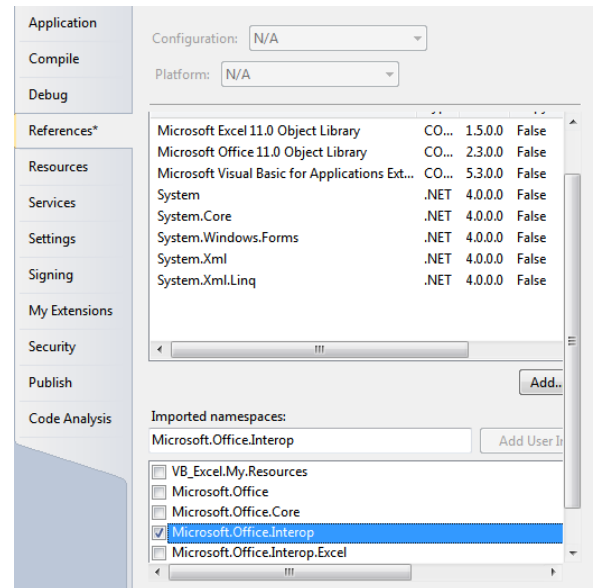 Application
Compile
Debug
References*
Resources
Services
Settings
Signing
My Extensions
Security
Publish
Code Analysis
Configuration: N/A
Platform: N/A
Microsoft Excel 11.0 Object Library CO... 1.5.0.0 False
Microsoft Office 11.0 Object Library CO... 2.3.0.0 False
Microsoft Visual Basic for Applications Ext... CO... 5.3.0.0 False
System .NET 4.0.0.0 False
System.Core .NET 4.0.0.0 False
System.Windows.Forms .NET 4.0.0.0 False
System.Xml .NET 4.0.0.0 False
System.Xml.Linq .NET 4.0.0.0 False
Add..
Imported namespaces:
Microsoft.Office.Interop Add User I
VB_Excel.My.Resources
Microsoft.Office
Microsoft.Office.Core
Microsoft.Office.Interop
Microsoft.Office.Interop.Excel